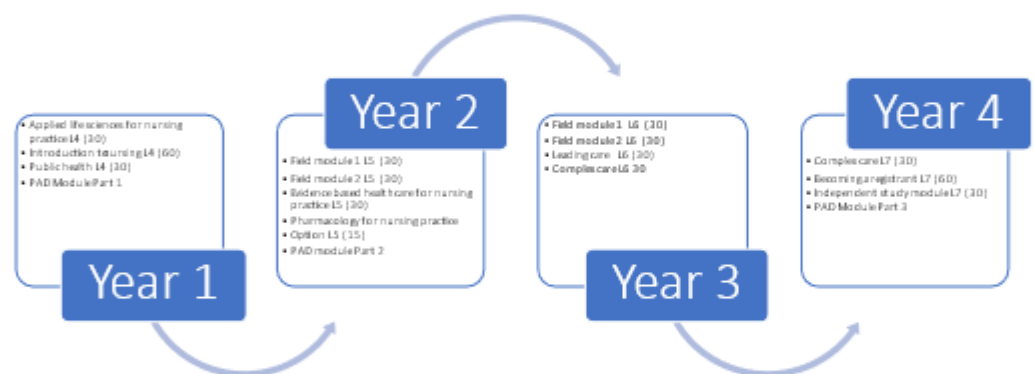 • Applied life sciences for nursing
practice L4 (30)
• Introduction to nursing L4 (60)
• Public health L4 (30)
• PAD Module Part 1
Year 1
Year 2
• Field module 1 L5 (30)
• Field module 2 L5 (30)
• Evidence based healthcare for nursing
practice L5 (30)
• Pharmacology for nursing practice
• Option L5 (15)
• PAD module Part 2
• Field module 1 L6 (30)
• Field module 2 L6 (30)
• Leading care L6 (30)
• Complex care L6 30
Year 3
Year 4
• Complex care L7 (30)
• Becoming a registrant L7 (60)
• Independent study module L7 (30)
• PAD Module Part 3